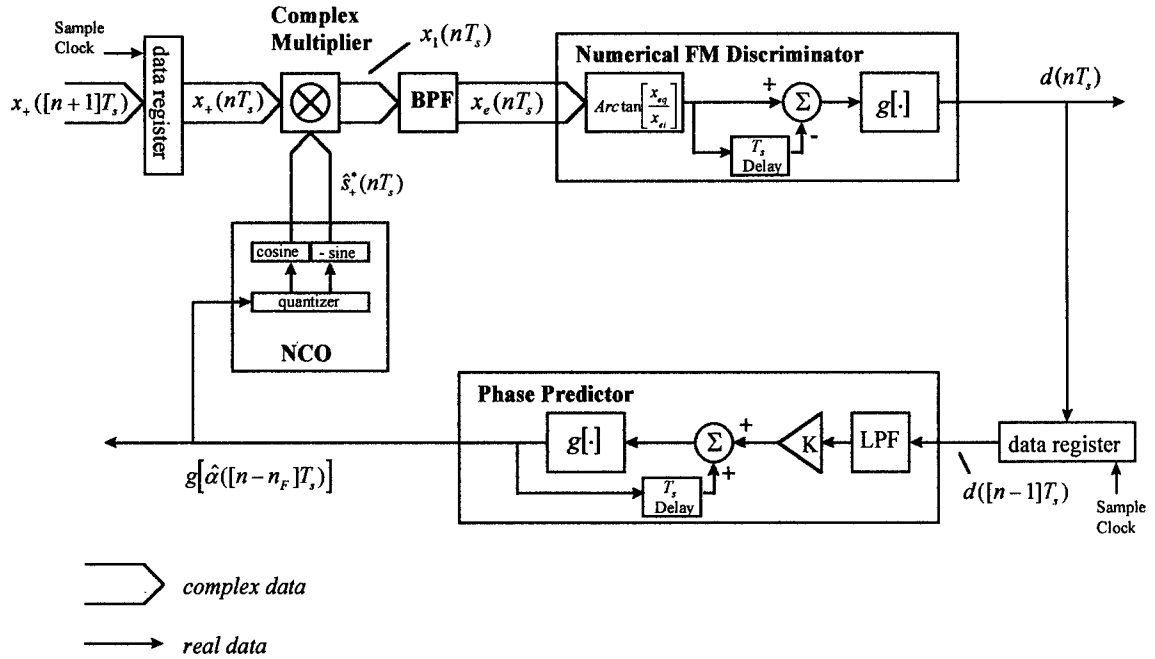 Sample
Clock
data register
Complex
Multiplier
x₁(nTₛ)
Numerical FM Discriminator
x₊([n+1]Tₛ)
x₊(nTₛ)
BPF
xₑ(nTₛ)
Arctan[x_eq/x_ei]
+
Σ
-
g[·]
d(nTₛ)
Tₛ
Delay
ŝ₊*(nTₛ)
cosine
- sine
quantizer
NCO
Phase Predictor
g[·]
Σ
+
+
K
LPF
data register
Tₛ
Delay
g[α̂([n-n_F]Tₛ)]
d([n-1]Tₛ)
Sample
Clock
complex data
real data